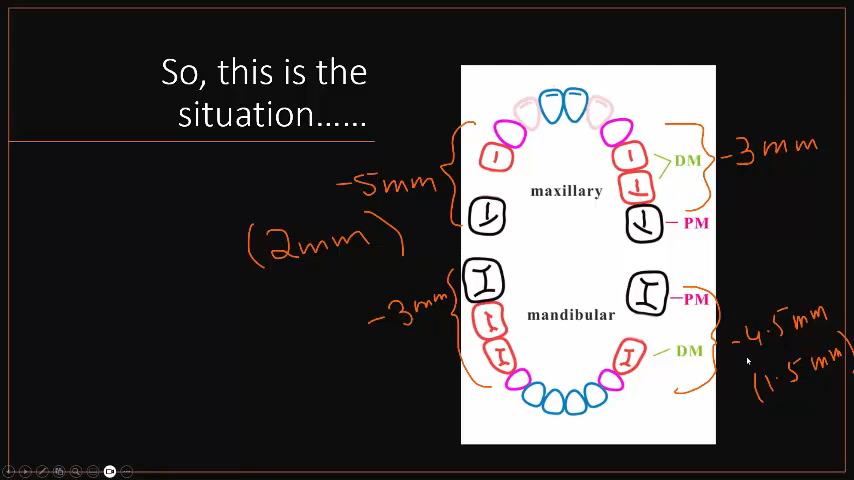 So, this is the
situation......
-5mm
(2mm)
-3mm
maxillary
DM
-3mm
PM
mandibular
PM
DM
-4.5mm
(1.5mm)